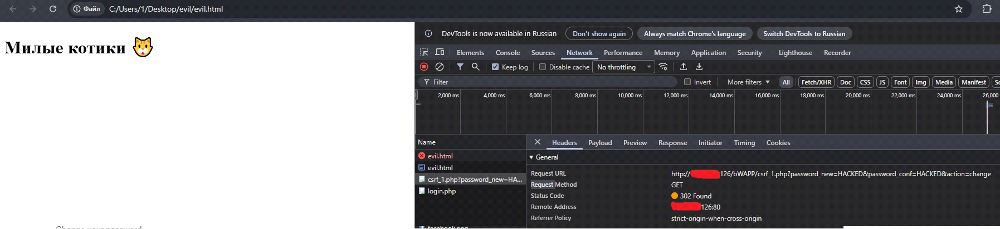 Файл C:/Users/1/Desktop/evil/evil.html
Милые котики
DevTools is now available in Russian Don't show again Always match Chrome's language Switch DevTools to Russian
Elements Console Sources Network Performance Memory Application Security Lighthouse Recorder
Keep log Disable cache No throttling
Filter Invert More filters All Fetch/XHR Doc CSS JS Font Img Media Manifest
2,000 ms 4,000 ms 6,000 ms 8,000 ms 10,000 ms 12,000 ms 14,000 ms 16,000 ms 18,000 ms 20,000 ms 22,000 ms 24,000 ms 26,000
Name
evil.html
evil.html
csrf_1.php?password_new=HA...
login.php
facebook.png
Headers Payload Preview Response Initiator Timing Cookies
General
Request URL http:// 126/bWAPP/csrf_1.php?password_new=HACKED&password_conf=HACKED&action=change
Request Method GET
Status Code 302 Found
Remote Address 126:80
Referrer Policy strict-origin-when-cross-origin
Change your password